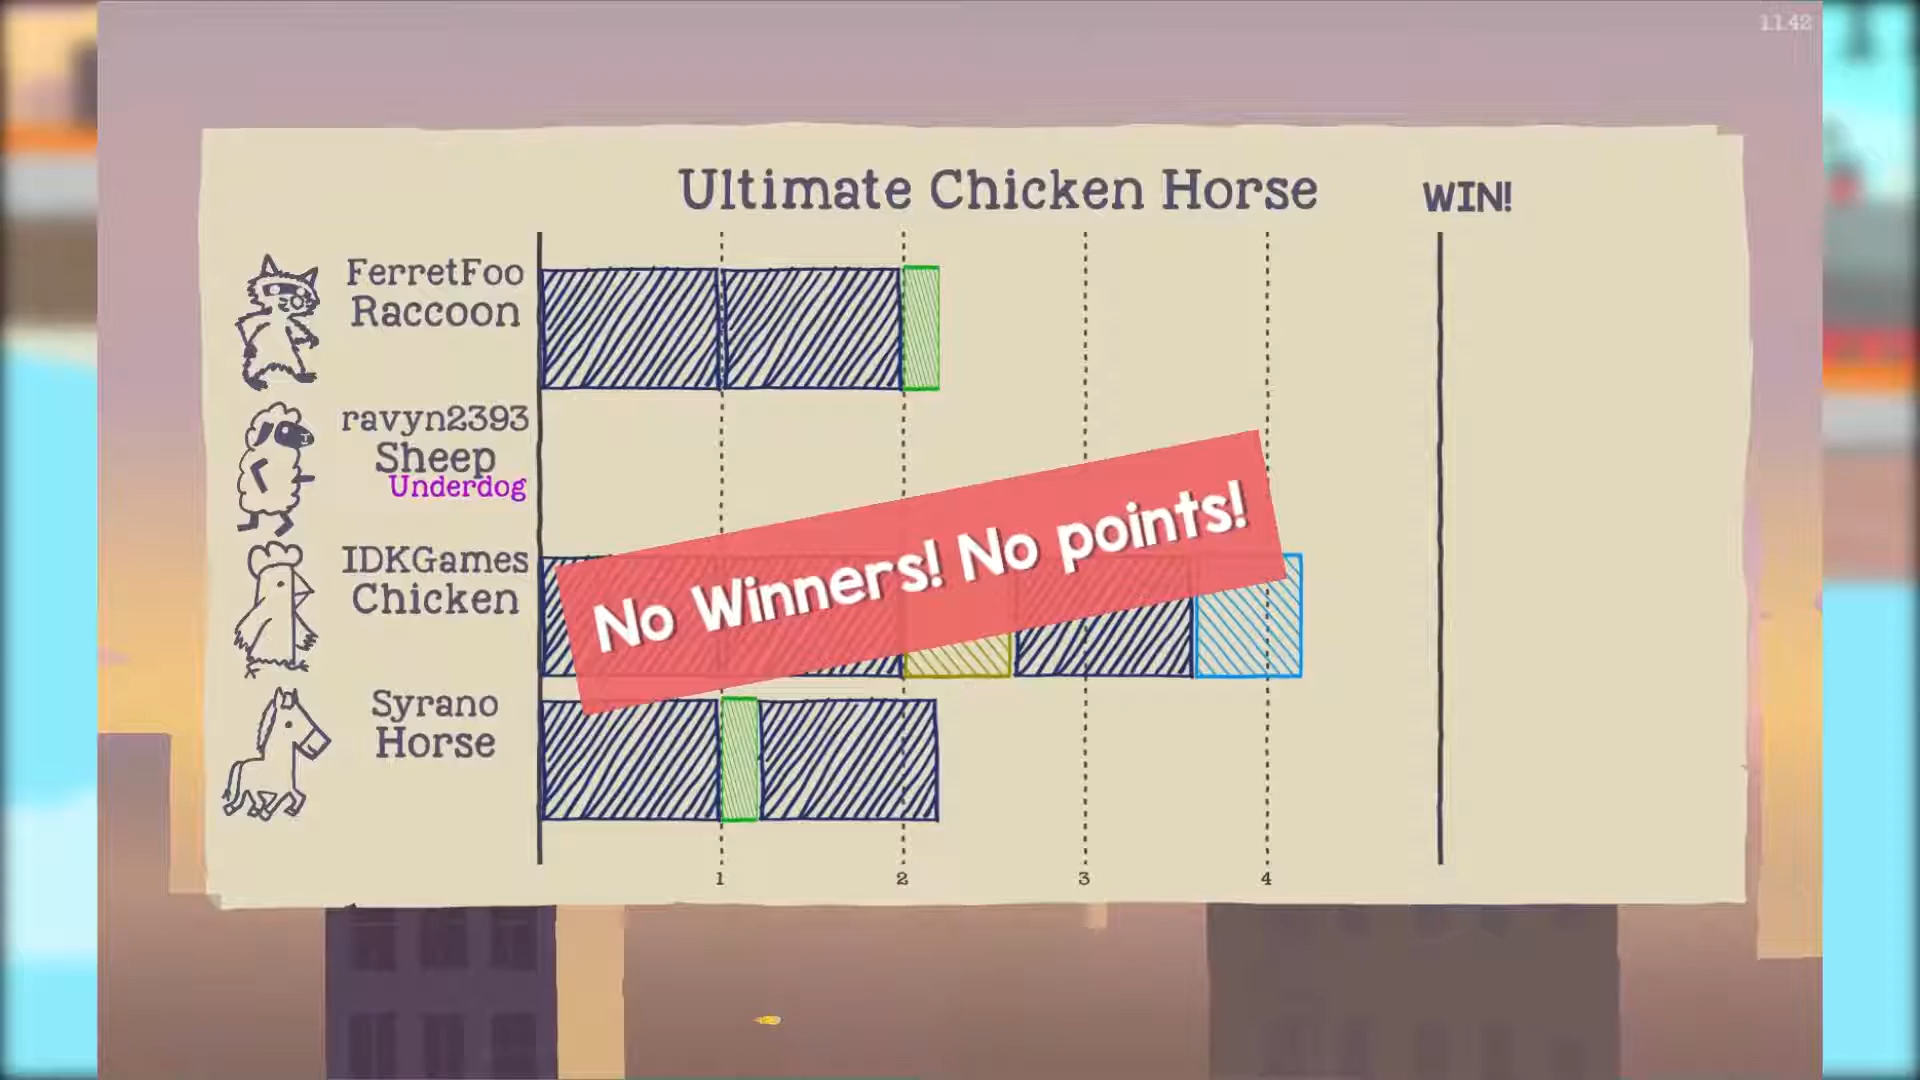 11.42
Ultimate Chicken Horse
WIN!
FerretFoo
Raccoon
ravyn2393
Sheep
Underdog
No Winners! No points!
IDKGames
Chicken
Syrano
Horse
1 2 3 4